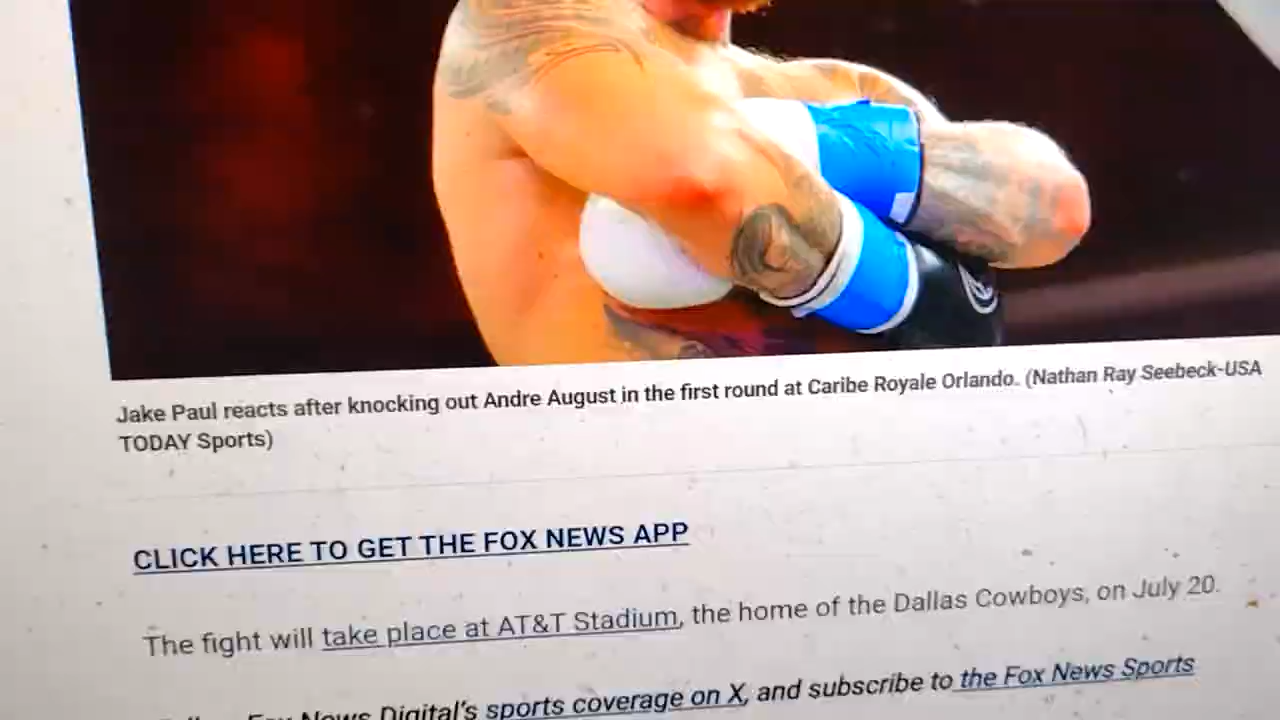 Jake Paul reacts after knocking out Andre August in the first round at Caribe Royale Orlando. (Nathan Ray Seebeck-USA
TODAY Sports)
CLICK HERE TO GET THE FOX NEWS APP
The fight will take place at AT&T Stadium, the home of the Dallas Cowboys, on July 20.
Fox News Digital's sports coverage on X, and subscribe to the Fox News Sports